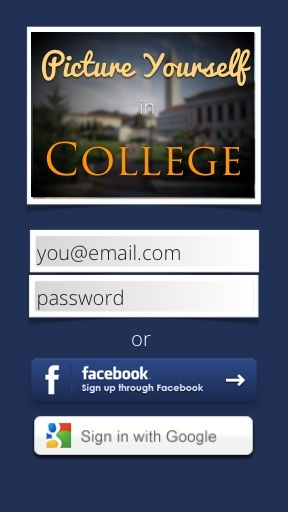 Picture Yourself
in
COLLEGE
you@email.com
password
or
f facebook
Sign up through Facebook
g Sign in with Google